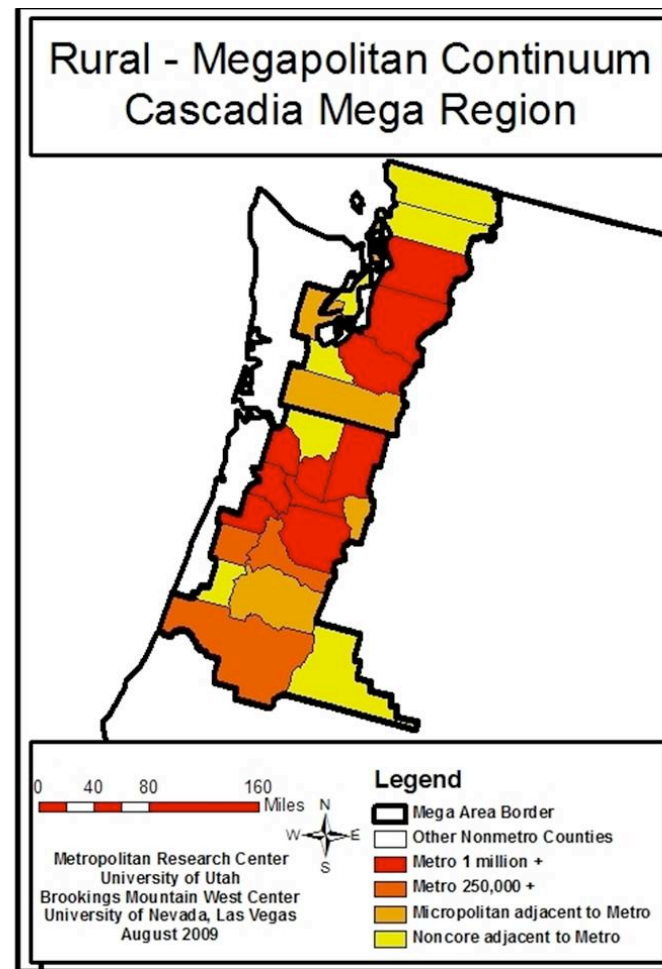 Rural - Megapolitan Continuum
Cascadia Mega Region
0 40 80 160
Miles
N
W E
S
Metropolitan Research Center
University of Utah
Brookings Mountain West Center
University of Nevada, Las Vegas
August 2009
Legend
Mega Area Border
Other Nonmetro Counties
Metro 1 million +
Metro 250,000 +
Micropolitan adjacent to Metro
Noncore adjacent to Metro